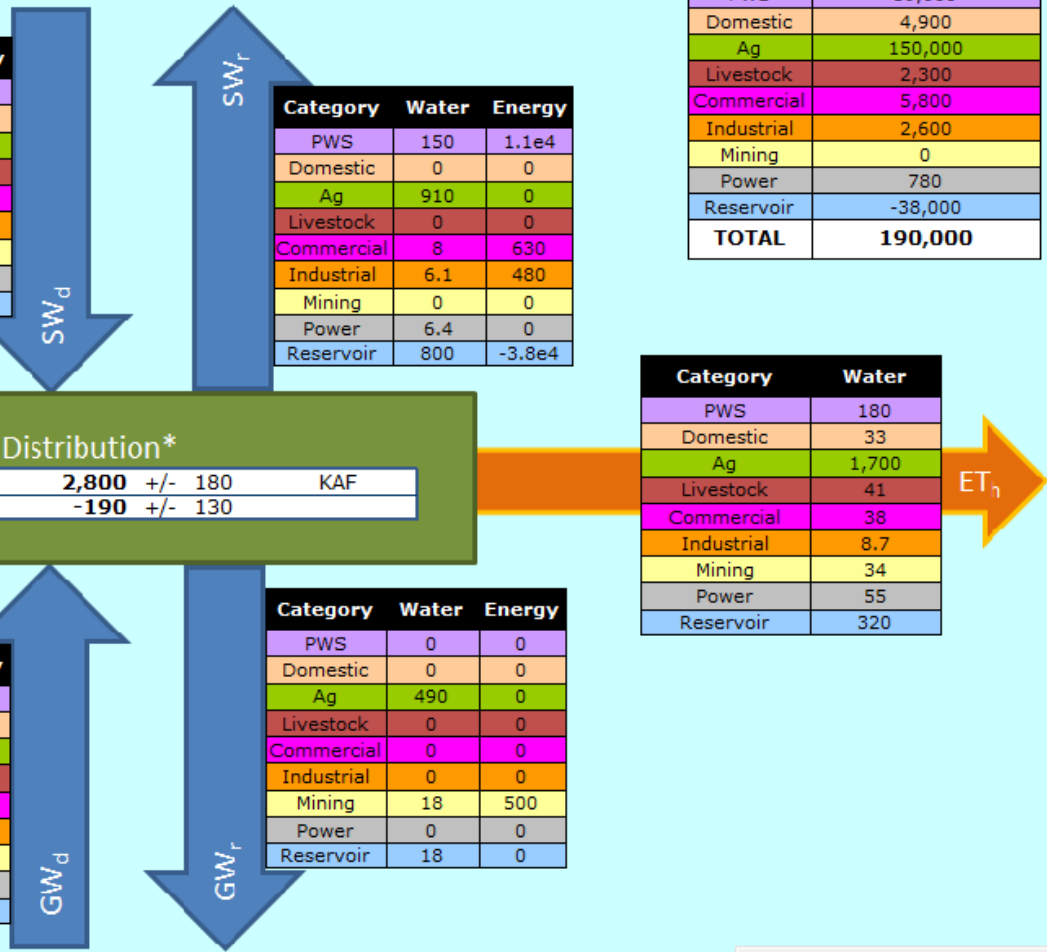 Domestic 4,900
Ag 150,000
Livestock 2,300
Commercial 5,800
Industrial 2,600
Mining 0
Power 780
Reservoir -38,000
TOTAL 190,000
SW_d
SW_r
Category Water Energy
PWS 150 1.1e4
Domestic 0 0
Ag 910 0
Livestock 0 0
Commercial 8 630
Industrial 6.1 480
Mining 0 0
Power 6.4 0
Reservoir 800 -3.8e4
Distribution*
2,800 +/- 180 KAF
-190 +/- 130
Category Water
PWS 180
Domestic 33
Ag 1,700
Livestock 41
Commercial 38
Industrial 8.7
Mining 34
Power 55
Reservoir 320
ET_h
GW_d
GW_r
Category Water Energy
PWS 0 0
Domestic 0 0
Ag 490 0
Livestock 0 0
Commercial 0 0
Industrial 0 0
Mining 18 500
Power 0 0
Reservoir 18 0